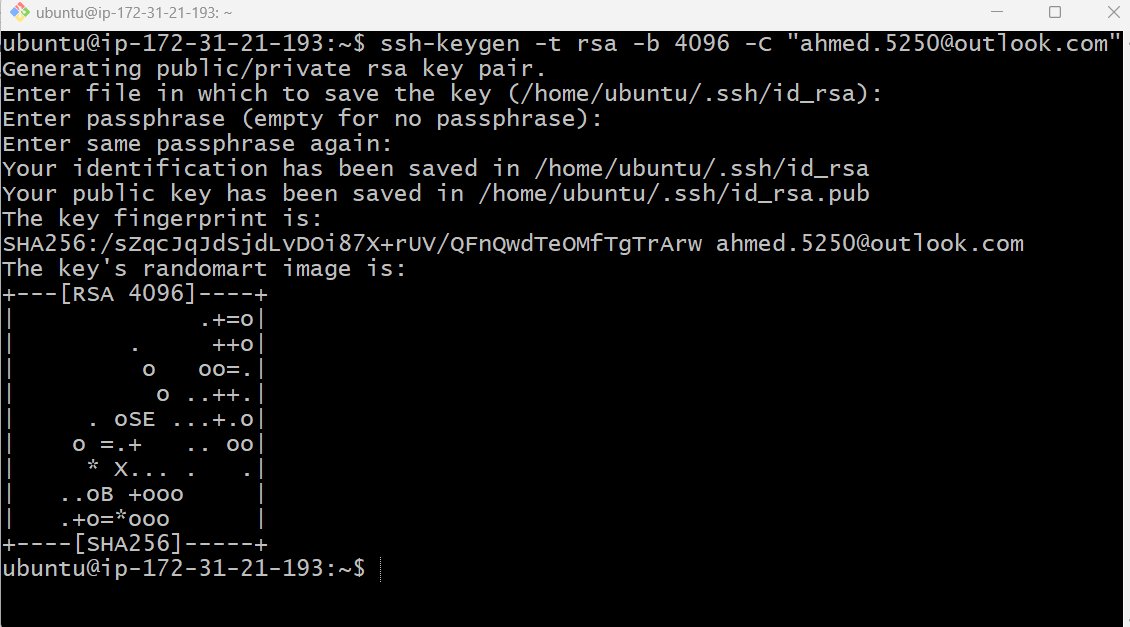 ubuntu@ip-172-31-21-193: ~
ubuntu@ip-172-31-21-193:~$ ssh-keygen -t rsa -b 4096 -C "ahmed.5250@outlook.com"
Generating public/private rsa key pair.
Enter file in which to save the key (/home/ubuntu/.ssh/id_rsa):
Enter passphrase (empty for no passphrase):
Enter same passphrase again:
Your identification has been saved in /home/ubuntu/.ssh/id_rsa
Your public key has been saved in /home/ubuntu/.ssh/id_rsa.pub
The key fingerprint is:
SHA256:/sZqcJqJdSjdLvDOi87X+rUV/QFnQwdTeOMfTgTrArw ahmed.5250@outlook.com
The key's randomart image is:
+---[RSA 4096]----+
|             .+=o|
|        .     ++o|
|         o   oo=.|
|          o ..++.|
|     . oSE ...+.o|
|    o =.+   .. oo|
|     * X... .   .|
|   ..oB +ooo     |
|   .+o=*ooo      |
+----[SHA256]-----+
ubuntu@ip-172-31-21-193:~$